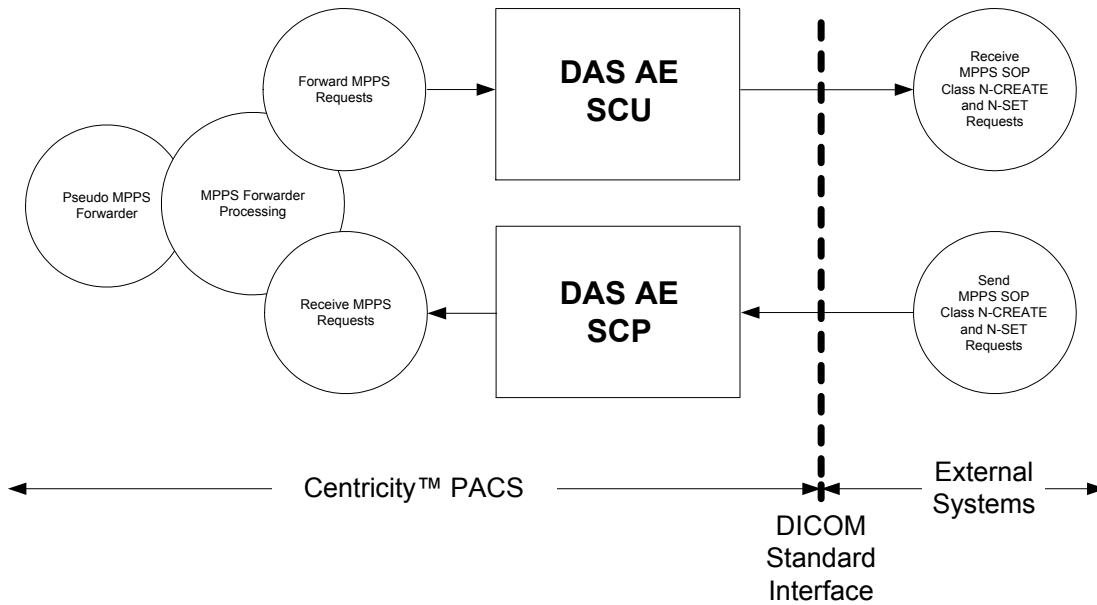 Forward MPPS
Requests
DAS AE
SCU
Receive
MPPS SOP
Class N-CREATE
and N-SET
Requests
Pseudo MPPS
Forwarder
MPPS Forwarder
Processing
Receive MPPS
Requests
DAS AE
SCP
Send
MPPS SOP
Class N-CREATE
and N-SET
Requests
Centricity™ PACS
External
Systems
DICOM
Standard
Interface